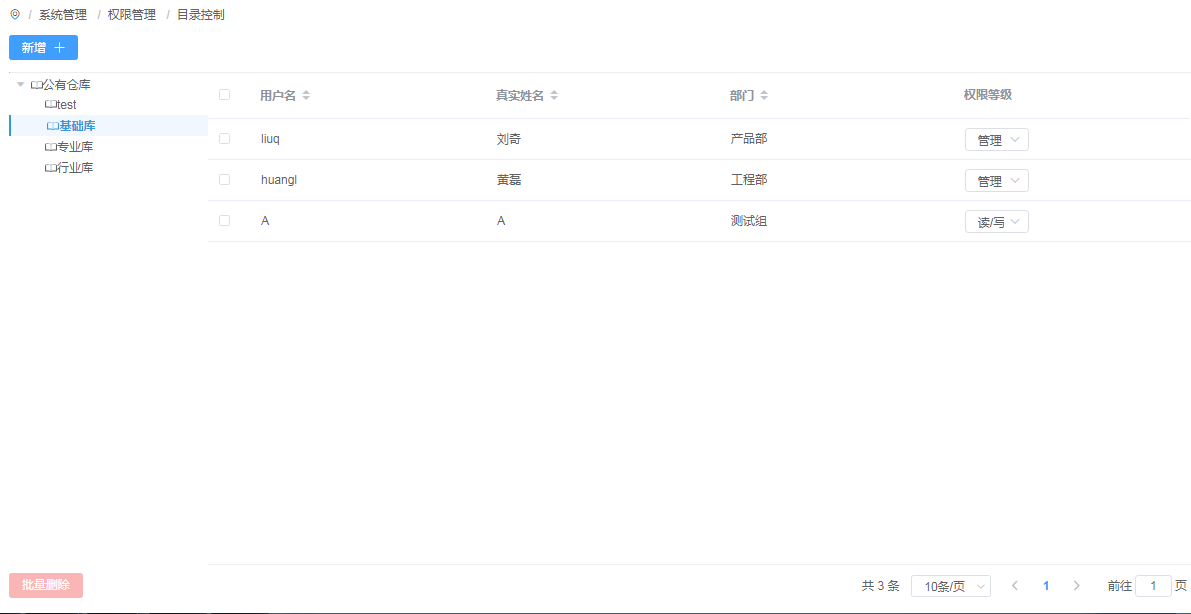 / 系统管理 / 权限管理 / 目录控制
新增
公有仓库
test
基础库
专业库
行业库
用户名 真实姓名 部门 权限等级
liuq 刘奇 产品部 管理
huangl 黄磊 工程部 管理
A A 测试组 读/写
批量删除 共 3 条 10条/页 1 前往 1 页